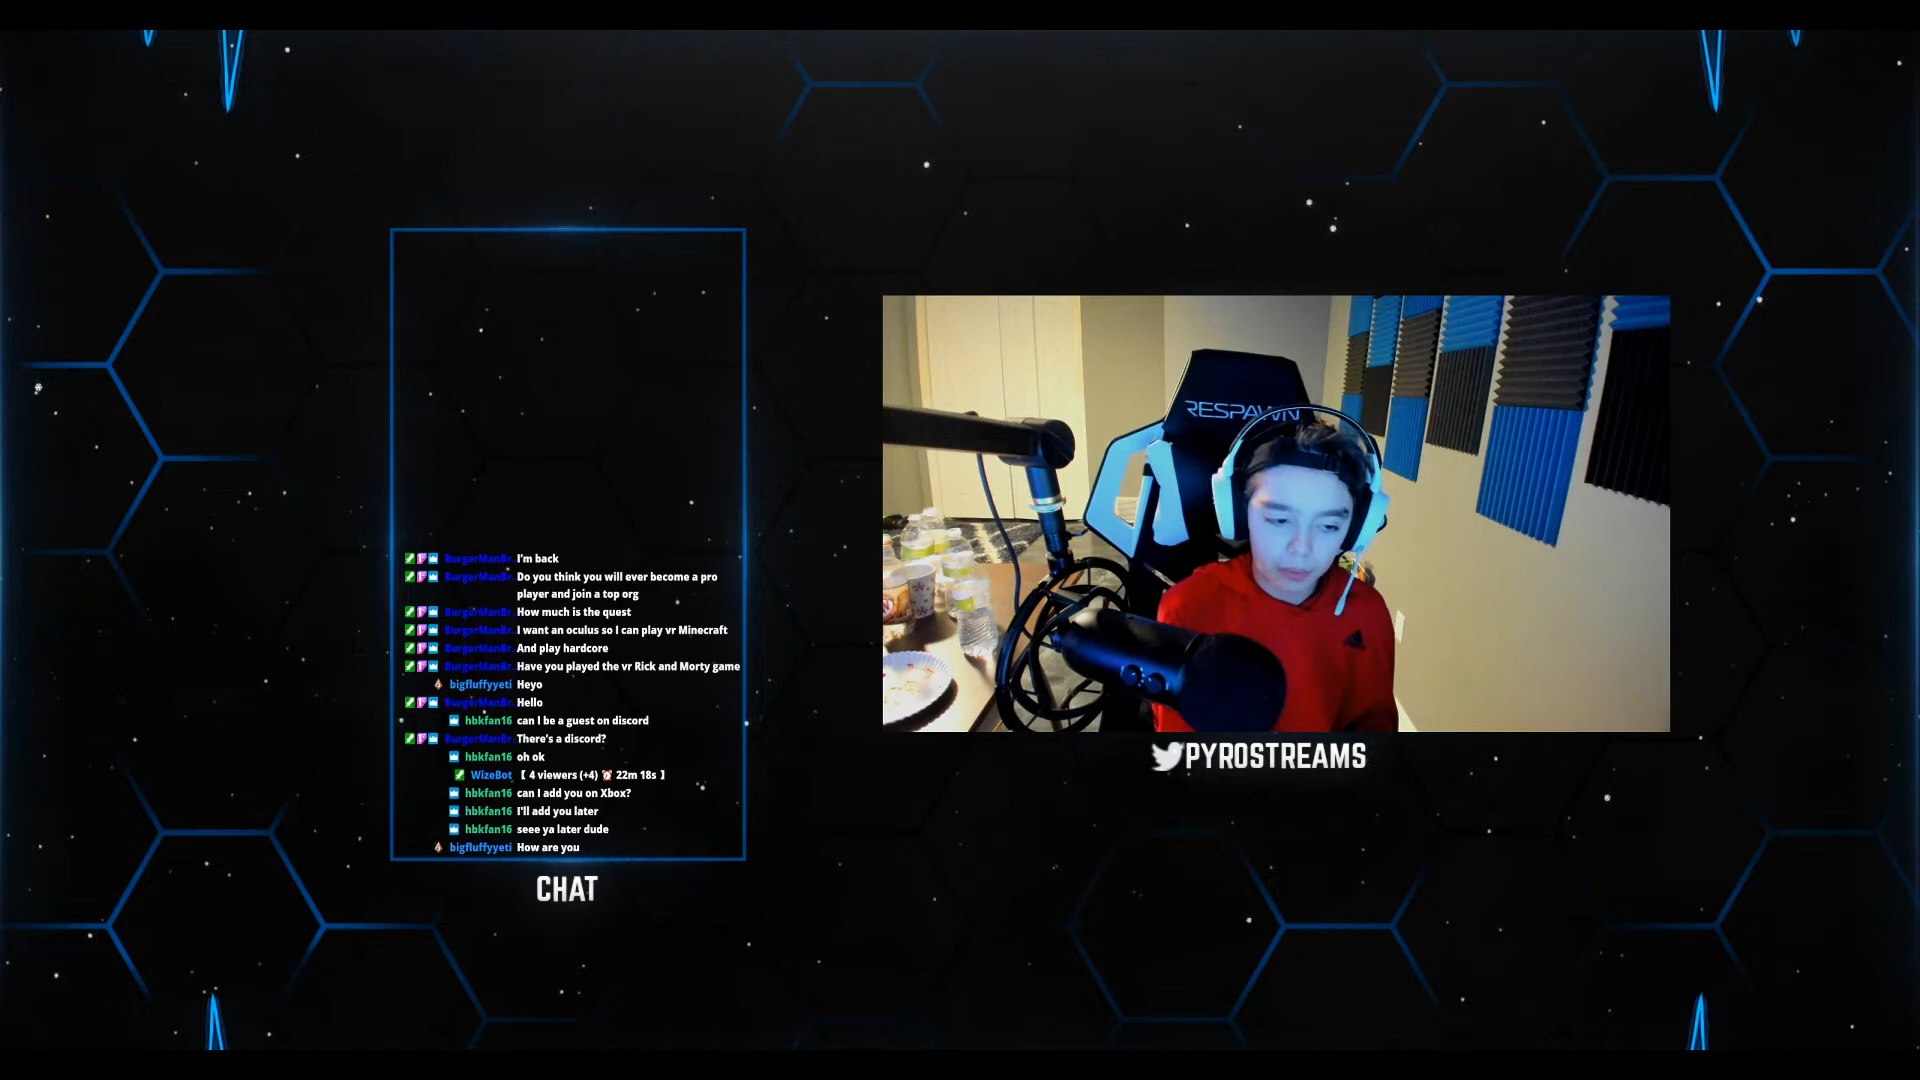 BurgerManBr.. I'm back
BurgerManBr.. Do you think you will ever become a pro
player and join a top org
BurgerManBr.. How much is the quest
BurgerManBr.. I want an oculus so I can play vr Minecraft
BurgerManBr.. And play hardcore
BurgerManBr.. Have you played the vr Rick and Morty game
bigfluffyyeti Heyo
BurgerManBr.. Hello
hbkfan16 can I be a guest on discord
BurgerManBr.. There's a discord?
hbkfan16 oh ok
WizeBot 【 4 viewers (+4) ⏰ 22m 18s 】
hbkfan16 can I add you on Xbox?
hbkfan16 I'll add you later
hbkfan16 seee ya later dude
bigfluffyyeti How are you
CHAT
RESPAWN
PYROSTREAMS